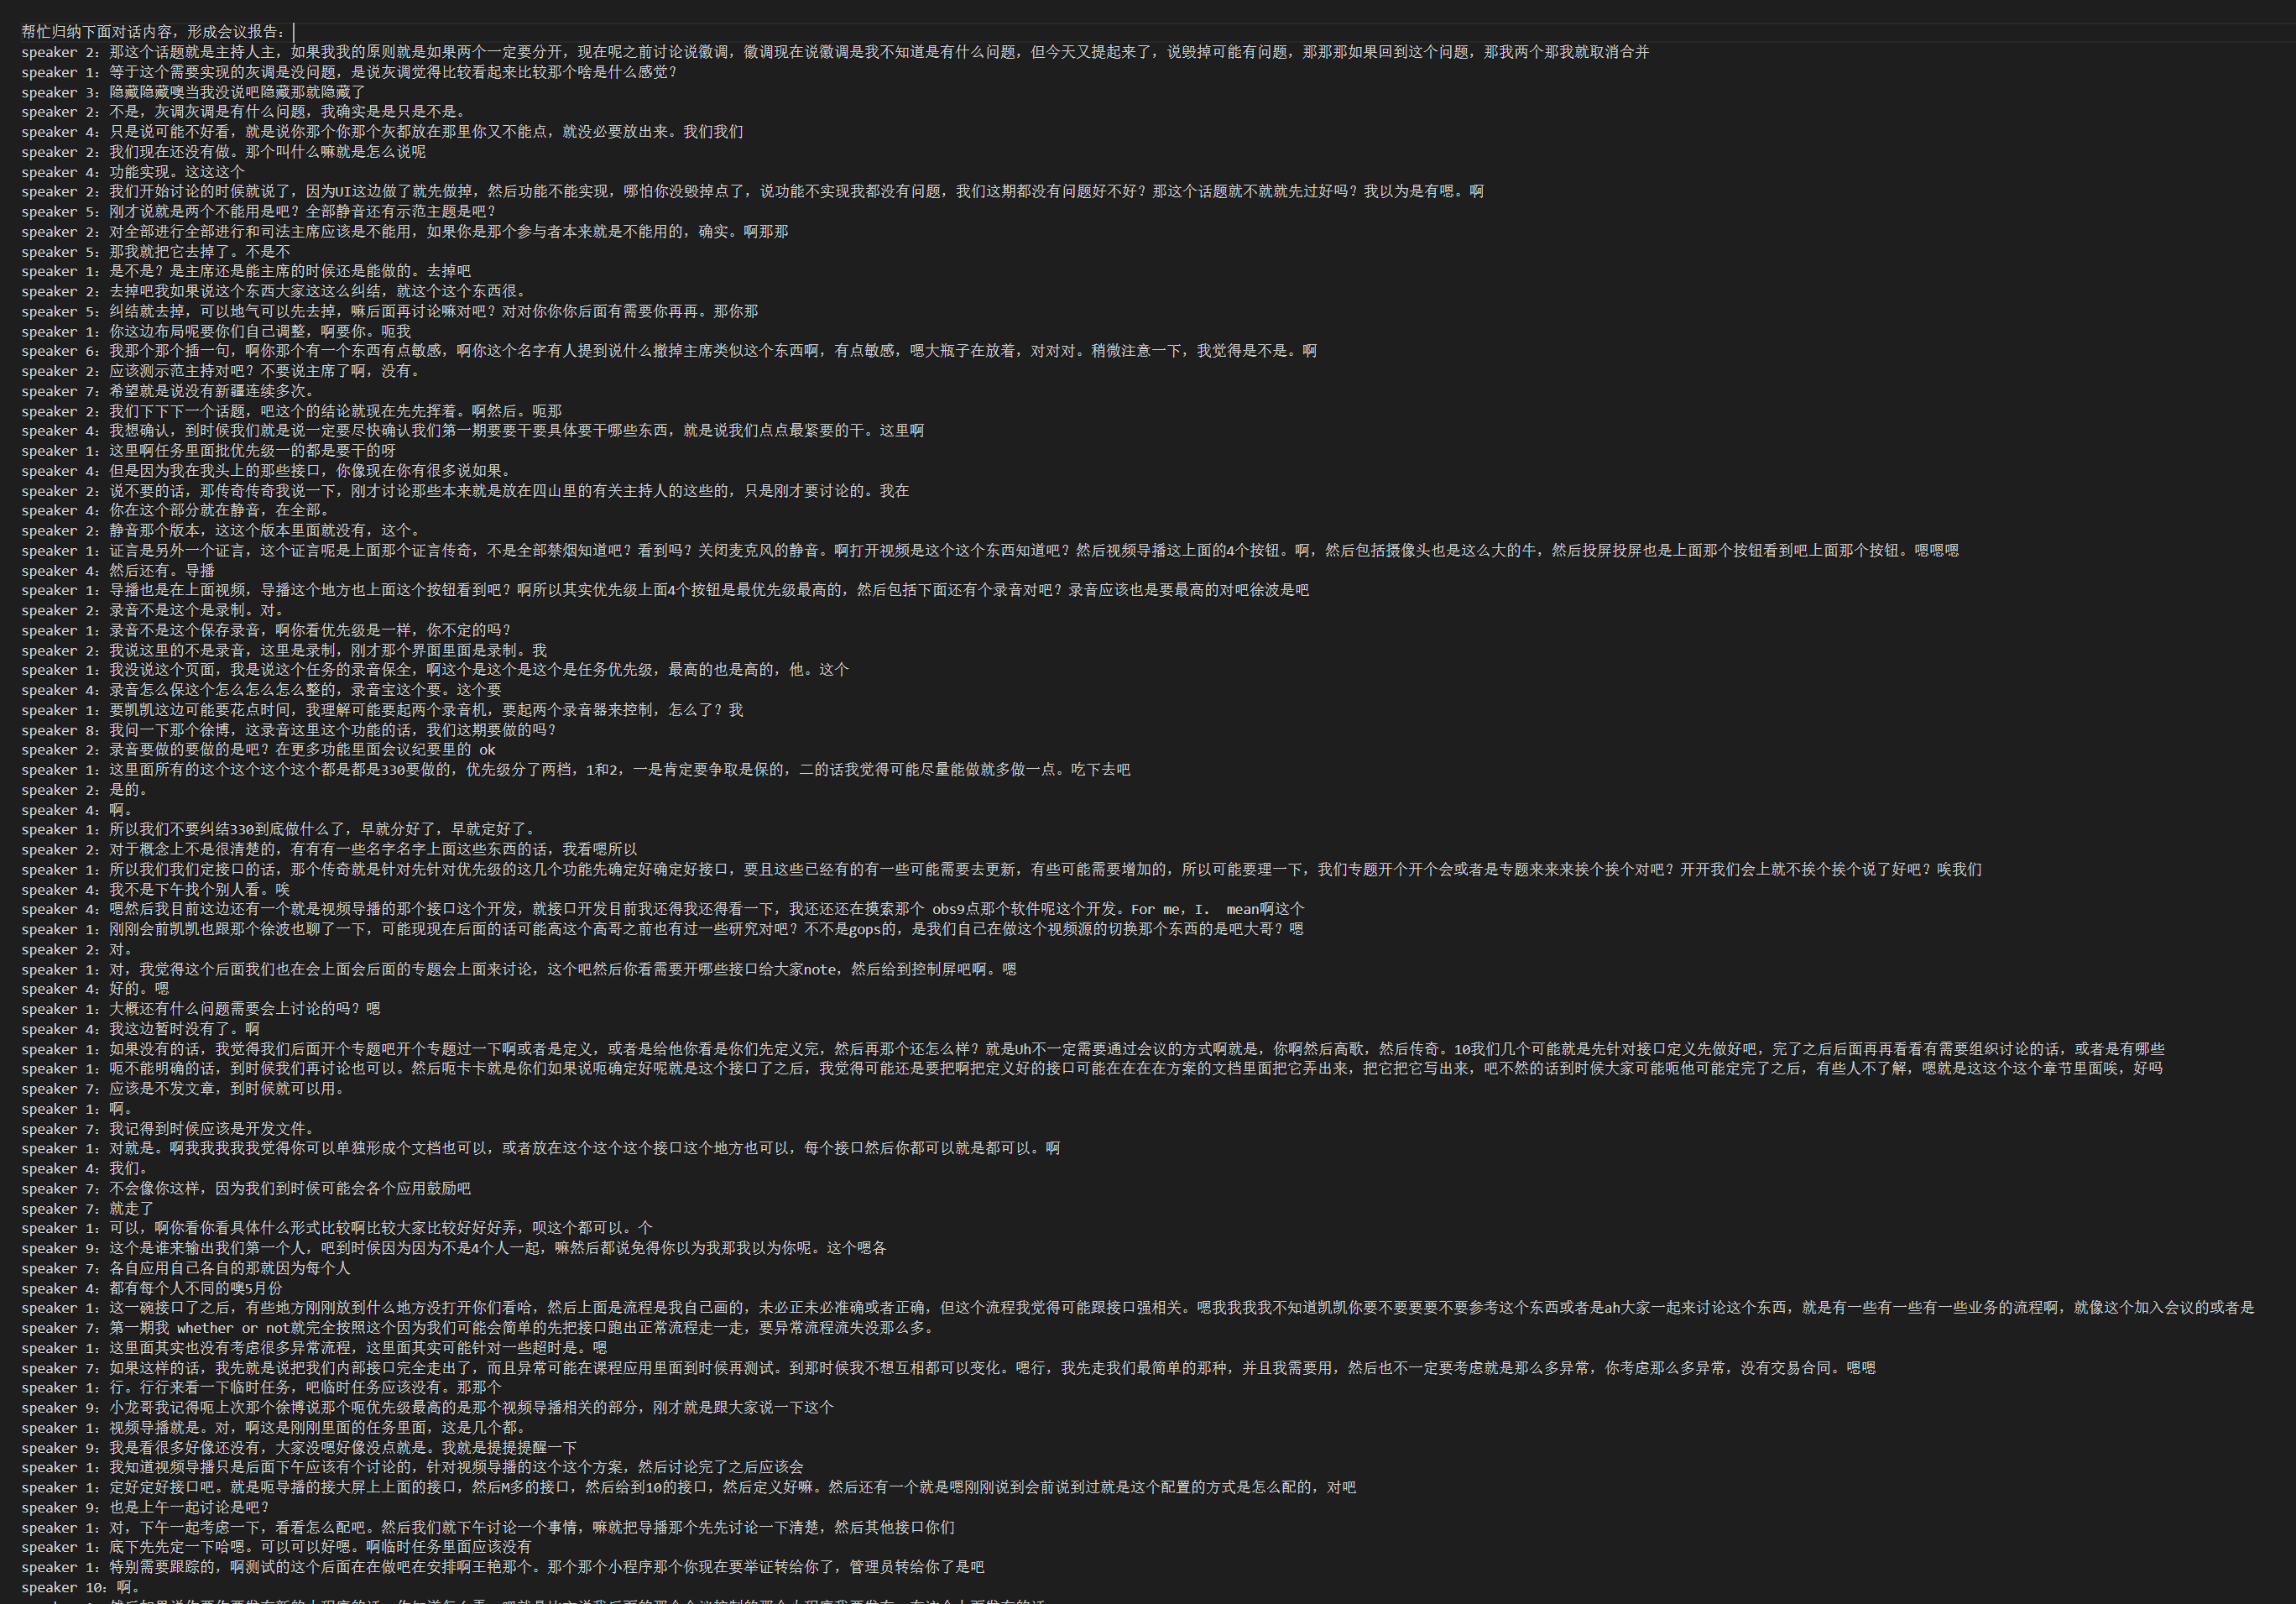 帮忙归纳下面对话内容，形成会议报告：
speaker 2：那这个话题就是主持人主，如果我我的原则就是如果两个一定要分开，现在呢之前讨论说徽调，徽调现在说徽调是我不知道是有什么问题，但今天又提起来了，说毁掉可能有问题，那那那如果回到这个问题，那我两个那我就取消合并
speaker 1：等于这个需要实现的灰调是没问题，是说灰调觉得比较看起来比较那个啥是什么感觉？
speaker 3：隐藏隐藏噢当我没说吧隐藏那就隐藏了
speaker 2：不是，灰调灰调是有什么问题，我确实是是只是不是。
speaker 4：只是说可能不好看，就是说你那个你那个灰都放在那里你又不能点，就没必要放出来。我们我们
speaker 2：我们现在还没有做。那个叫什么嘛就是怎么说呢
speaker 4：功能实现。这这这个
speaker 2：我们开始讨论的时候就说了，因为UI这边做了就先做掉，然后功能不能实现，哪怕你没毁掉点了，说功能不实现我都没有问题，我们这期都没有问题好不好？那这个话题就不就就先过好吗？我以为是有嗯。啊
speaker 5：刚才说就是两个不能用是吧？全部静音还有示范主题是吧？
speaker 2：对全部进行全部进行和司法主席应该是不能用，如果你是那个参与者本来就是不能用的，确实。啊那那
speaker 5：那我就把它去掉了。不是不
speaker 1：是不是？是主席还是能主席的时候还是能做的。去掉吧
speaker 2：去掉吧我如果说这个东西大家这这么纠结，就这个这个东西很。
speaker 5：纠结就去掉，可以地气可以先去掉，嘛后面再讨论嘛对吧？对对你你你后面有需要你再再。那你那
speaker 1：你这边布局呢要你们自己调整，啊要你。呃我
speaker 6：我那个那个插一句，啊你那个有一个东西有点敏感，啊你这个名字有人提到说什么撤掉主席类似这个东西啊，有点敏感，嗯大瓶子在放着，对对对。稍微注意一下，我觉得是不是。啊
speaker 2：应该测示范主持对吧？不要说主席了啊，没有。
speaker 7：希望就是说没有新疆连续多次。
speaker 2：我们下下下一个话题，吧这个的结论就现在先先挥着。啊然后。呃那
speaker 4：我想确认，到时候我们就是说一定要尽快确认我们第一期要要干要具体要干哪些东西，就是说我们点点最紧要的干。这里啊
speaker 1：这里啊任务里面批优先级一的都是要干的呀
speaker 4：但是因为我在我头上的那些接口，你像现在你有很多说如果。
speaker 2：说不要的话，那传奇传奇我说一下，刚才讨论那些本来就是放在四山里的有关主持人的这些的，只是刚才要讨论的。我在
speaker 4：你在这个部分就在静音，在全部。
speaker 2：静音那个版本，这这个版本里面就没有，这个。
speaker 1：证言是另外一个证言，这个证言呢是上面那个证言传奇，不是全部禁烟知道吧？看到吗？关闭麦克风的静音。啊打开视频是这个这个东西知道吧？然后视频导播这上面的4个按钮。啊，然后包括摄像头也是这么大的牛，然后投屏投屏也是上面那个按钮看到吧上面那个按钮。嗯嗯嗯
speaker 4：然后还有。导播
speaker 1：导播也是在上面视频，导播这个地方也上面这个按钮看到吧？啊所以其实优先级上面4个按钮是最优先级最高的，然后包括下面还有个录音对吧？录音应该也是要最高的对吧徐波是吧
speaker 2：录音不是这个是录制。对。
speaker 1：录音不是这个保存录音，啊你看优先级是一样，你不定的吗？
speaker 2：我说这里的不是录音，这里是录制，刚才那个界面里面是录制。我
speaker 1：我没说这个页面，我是说这个任务的录音保全，啊这个是这个是这个是任务优先级，最高的也是高的，他。这个
speaker 4：录音怎么保这个怎么怎么怎么整的，录音宝这个要。这个要
speaker 1：要凯凯这边可能要花点时间，我理解可能要起两个录音机，要起两个录音器来控制，怎么了？我
speaker 8：我问一下那个徐博，这录音这里这个功能的话，我们这期要做的吗？
speaker 2：录音要做的要做的是吧？在更多功能里面会议纪要里的 ok
speaker 1：这里面所有的这个这个这个这个都是都是330要做的，优先级分了两档，1和2，一是肯定要争取是保的，二的话我觉得可能尽量能做就多做一点。吃下去吧
speaker 2：是的。
speaker 4：啊。
speaker 1：所以我们不要纠结330到底做什么了，早就分好了，早就定好了。
speaker 2：对于概念上不是很清楚的，有有有一些名字名字上面这些东西的话，我看嗯所以
speaker 1：所以我们我们定接口的话，那个传奇就是针对先针对优先级的这几个功能先确定好确定好接口，要且这些已经有的有一些可能需要去更新，有些可能需要增加的，所以可能要理一下，我们专题开个开个会或者是专题来来来挨个挨个对吧？开开我们会上就不挨个挨个说了好吧？唉我们
speaker 4：我不是下午找个别人看。唉
speaker 4：嗯然后我目前这边还有一个就是视频导播的那个接口这个开发，就接口开发目前我还得我还得看一下，我还还还在摸索那个 obs9点那个软件呢这个开发。For me，I.  mean啊这个
speaker 1：刚刚会前凯凯也跟那个徐波也聊了一下，可能现现在后面的话可能高这个高哥之前也有过一些研究对吧？不不是gops的，是我们自己在做这个视频源的切换那个东西的是吧大哥？嗯
speaker 2：对。
speaker 1：对，我觉得这个后面我们也在会上面会后面的专题会上面来讨论，这个吧然后你看需要开哪些接口给大家note，然后给到控制屏吧啊。嗯
speaker 4：好的。嗯
speaker 1：大概还有什么问题需要会上讨论的吗？嗯
speaker 4：我这边暂时没有了。啊
speaker 1：如果没有的话，我觉得我们后面开个专题吧开个专题过一下啊或者是定义，或者是给他你看是你们先定义完，然后再那个还怎么样？就是Uh不一定需要通过会议的方式啊就是，你啊然后高歌，然后传奇。10我们几个可能就是先针对接口定义先做好吧，完了之后后面再再看看有需要组织讨论的话，或者是有哪些
speaker 1：呃不能明确的话，到时候我们再讨论也可以。然后呃卡卡就是你们如果说呃确定好呢就是这个接口了之后，我觉得可能还是要把啊把定义好的接口可能在在在在方案的文档里面把它弄出来，把它把它写出来，吧不然的话到时候大家可能呃他可能定完了之后，有些人不了解，嗯就是这这个这个章节里面唉，好吗
speaker 7：应该是不发文章，到时候就可以用。
speaker 1：啊。
speaker 7：我记得到时候应该是开发文件。
speaker 1：对就是。啊我我我我我觉得你可以单独形成个文档也可以，或者放在这个这个这个接口这个地方也可以，每个接口然后你都可以就是都可以。啊
speaker 4：我们。
speaker 7：不会像你这样，因为我们到时候可能会各个应用鼓励吧
speaker 7：就走了
speaker 1：可以，啊你看你看具体什么形式比较啊比较大家比较好好好弄，呗这个都可以。个
speaker 9：这个是谁来输出我们第一个人，吧到时候因为因为不是4个人一起，嘛然后都说免得你以为我那我以为你呢。这个嗯各
speaker 7：各自应用自己各自的那就因为每个人
speaker 4：都有每个人不同的噢5月份
speaker 1：这一碗接口了之后，有些地方刚刚放到什么地方没打开你们看哈，然后上面是流程是我自己画的，未必正未必准确或者正确，但这个流程我觉得可能跟接口强相关。嗯我我我我不知道凯凯你要不要要要不要参考这个东西或者是ah大家一起来讨论这个东西，就是有一些有一些有一些业务的流程啊，就像这个加入会议的或者是
speaker 7：第一期我 whether or not就完全按照这个因为我们可能会简单的先把接口跑出正常流程走一走，要异常流程流失没那么多。
speaker 1：这里面其实也没有考虑很多异常流程，这里面其实可能针对一些超时是。嗯
speaker 7：如果这样的话，我先就是说把我们内部接口完全走出了，而且异常可能在课程应用里面到时候再测试。到那时候我不想互相都可以变化。嗯行，我先走我们最简单的那种，并且我需要用，然后也不一定要考虑就是那么多异常，你考虑那么多异常，没有交易合同。嗯嗯
speaker 1：行。行行来看一下临时任务，吧临时任务应该没有。那那个
speaker 9：小龙哥我记得呃上次那个徐博说那个呃优先级最高的是那个视频导播相关的部分，刚才就是跟大家说一下这个
speaker 1：视频导播就是。对，啊这是刚刚里面的任务里面，这是几个都。
speaker 9：我是看很多好像还没有，大家没嗯好像没点就是。我就是提提提醒一下
speaker 1：我知道视频导播只是后面下午应该有个讨论的，针对视频导播的这个这个方案，然后讨论完了之后应该会
speaker 1：定好定好接口吧。就是呃导播的接大屏上上面的接口，然后M多的接口，然后给到10的接口，然后定义好嘛。然后还有一个就是嗯刚刚说到会前说到过就是这个配置的方式是怎么配的，对吧
speaker 9：也是上午一起讨论是吧？
speaker 1：对，下午一起考虑一下，看看怎么配吧。然后我们就下午讨论一个事情，嘛就把导播那个先先讨论一下清楚，然后其他接口你们
speaker 1：底下先先定一下哈嗯。可以可以好嗯。啊临时任务里面应该没有
speaker 1：特别需要跟踪的，啊测试的这个后面在在做吧在安排啊王艳那个。那个那个小程序那个你现在要举证转给你了，管理员转给你了是吧
speaker 10：啊。